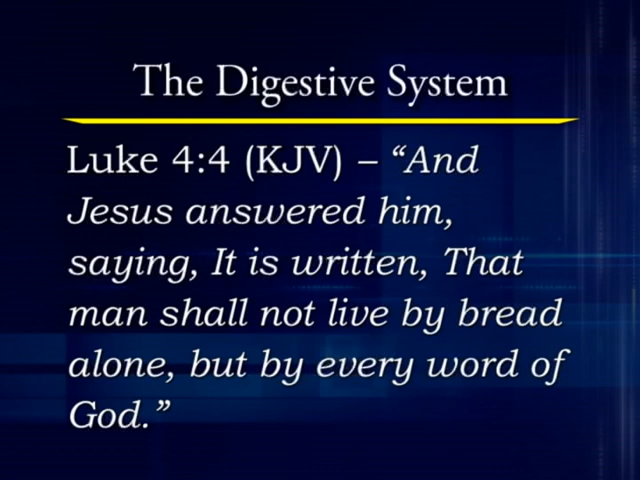 The Digestive System
Luke 4:4 (KJV) – “And
Jesus answered him,
saying, It is written, That
man shall not live by bread
alone, but by every word of
God.”